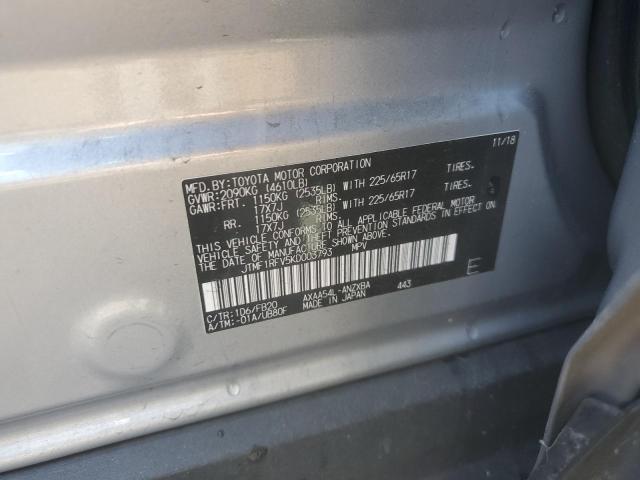 MFD. BY: TOYOTA MOTOR CORPORATION 11/18
GVWR: 2090KG (4610LB)
GAWR: FRT. 1150KG (2535LB) WITH 225/65R17 TIRES.
17X7J RIMS.
RR. 1150KG (2535LB) WITH 225/65R17 TIRES.
17X7J RIMS.
THIS VEHICLE CONFORMS TO ALL APPLICABLE FEDERAL MOTOR
VEHICLE SAFETY, BUMPER, AND THEFT PREVENTION STANDARDS IN
EFFECT ON THE DATE OF MANUFACTURE SHOWN ABOVE.
JTMF1RFV5KD003793 MPV
E
C/TR: 1D6/FB20 AXAA54L-ANZXBA 443
A/TM: -01A/UB80F MADE IN JAPAN